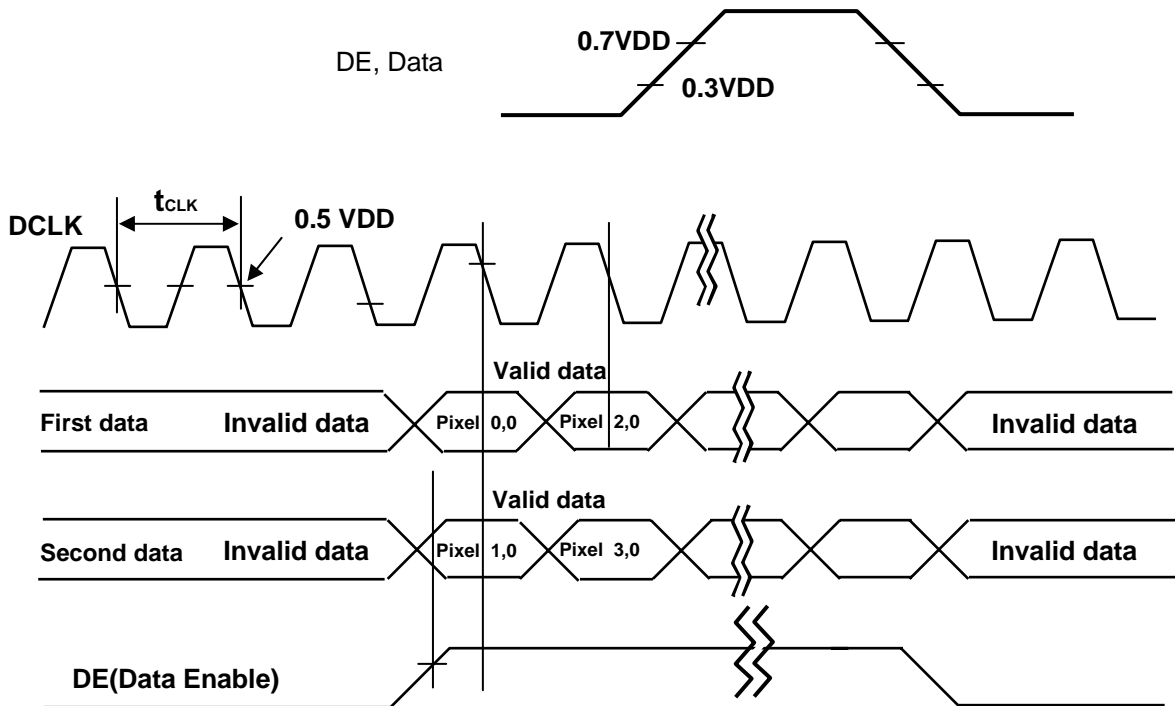 0.7VDD
DE, Data
0.3VDD
tCLK
0.5 VDD
DCLK
Valid data
First data Invalid data Pixel 0,0 Pixel 2,0 Invalid data
Valid data
Second data Invalid data Pixel 1,0 Pixel 3,0 Invalid data
DE(Data Enable)